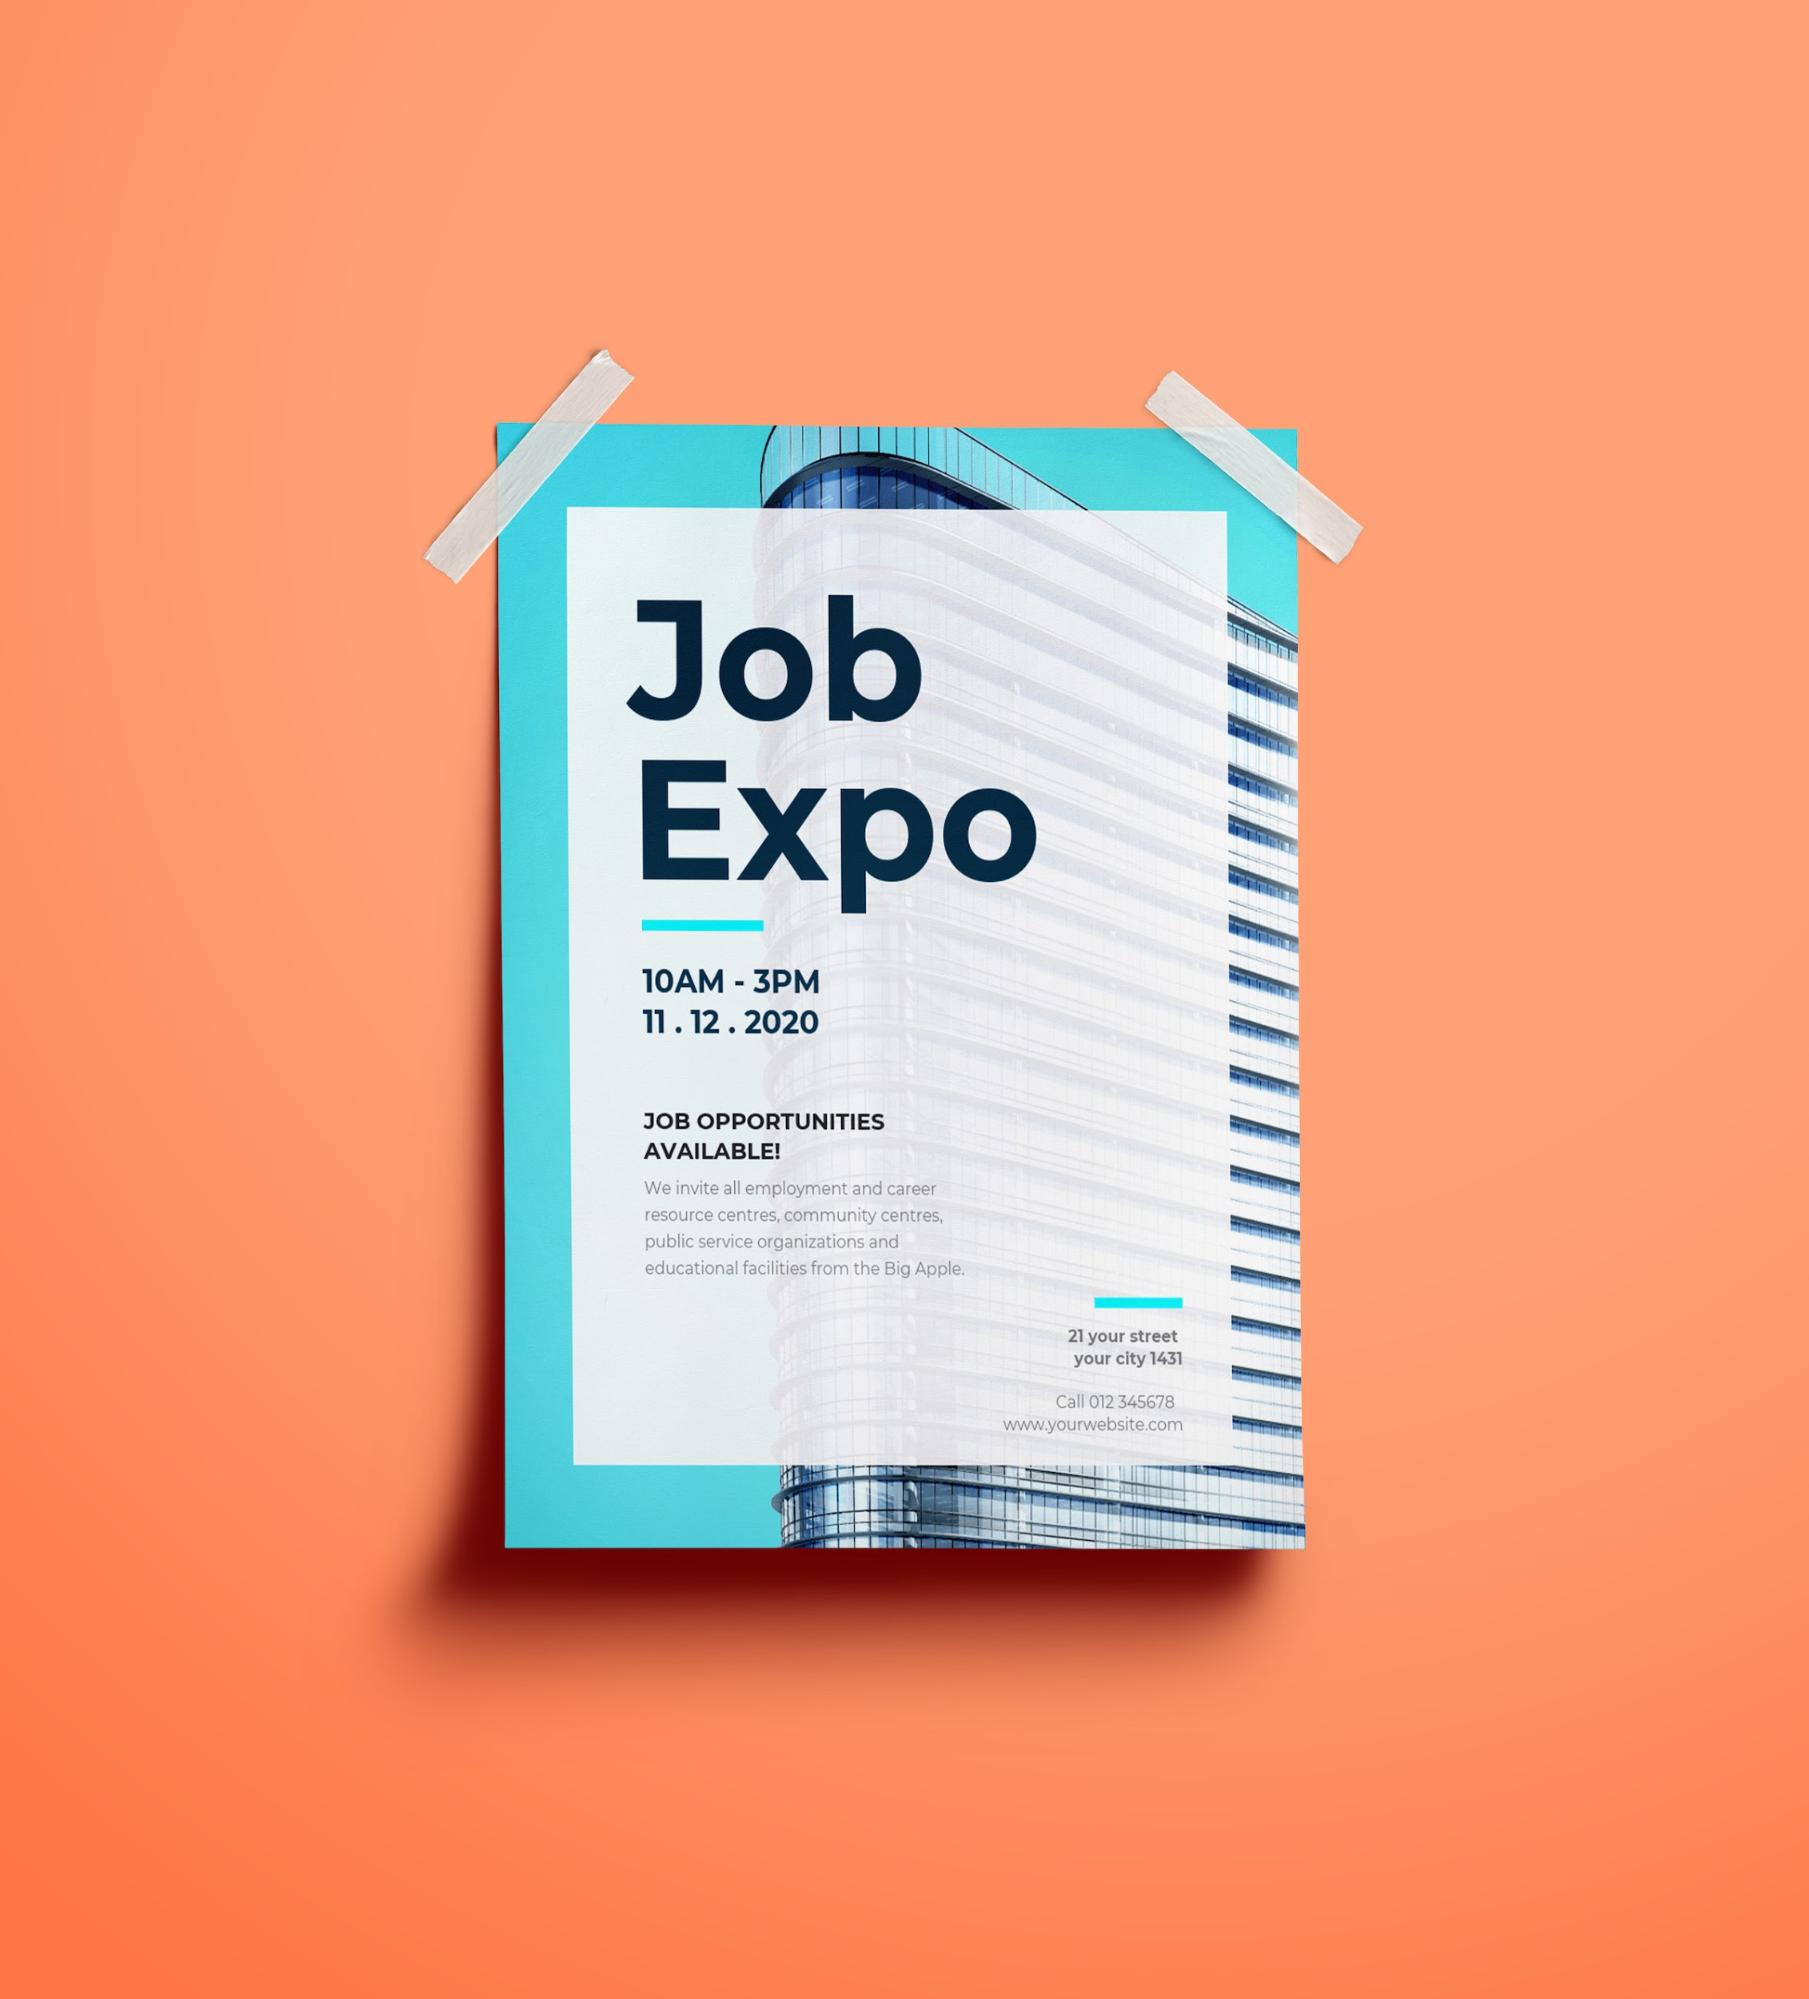 Job
Expo
10AM - 3PM
11 . 12 . 2020
JOB OPPORTUNITIES
AVAILABLE!
We invite all employment and career
resource centres, community centres,
public service organizations and
educational facilities from the Big Apple.
21 your street
your city 1431
Call 012 345678
www.yourwebsite.com